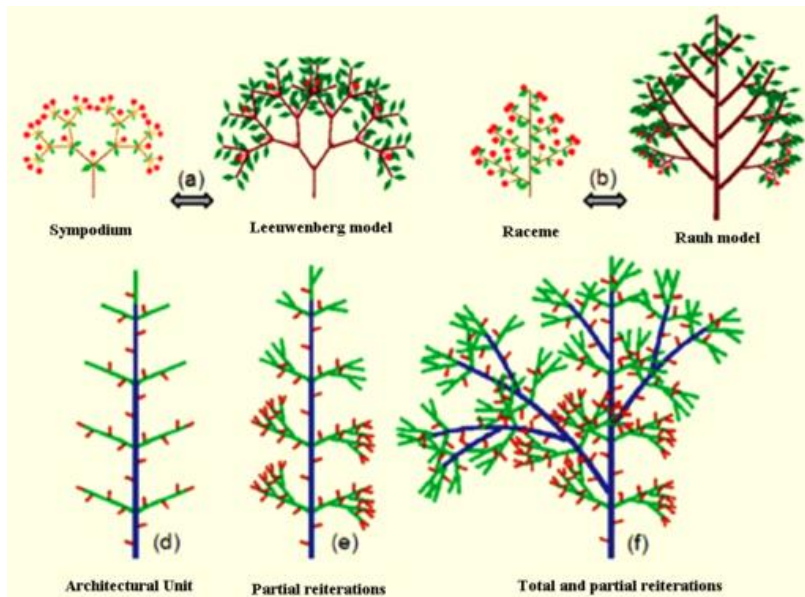 (a)
(b)
Sympodium
Leeuwenberg model
Raceme
Rauh model
(d)
(e)
(f)
Architectural Unit
Partial reiterations
Total and partial reiterations